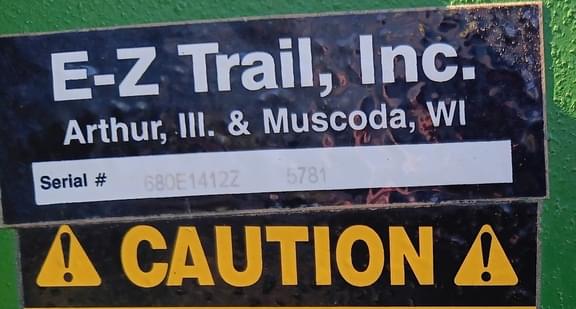 E-Z Trail, Inc.
Arthur, Ill. & Muscoda, WI
Serial # 680E1412Z 5781
CAUTION